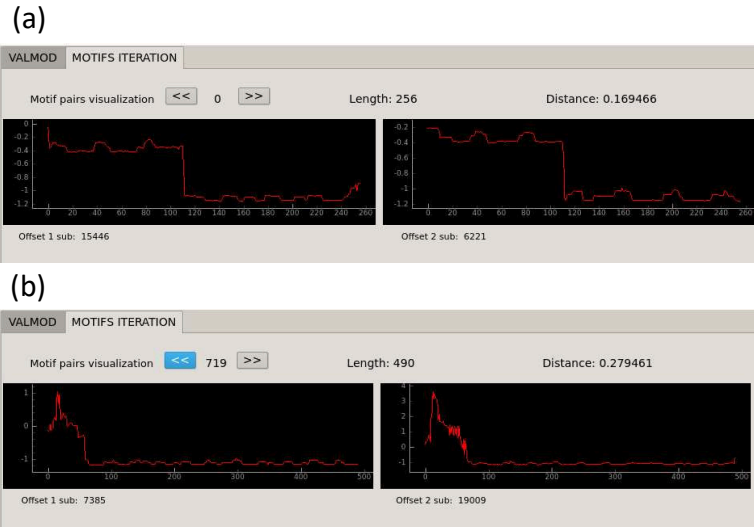 (a)
VALMOD MOTIFS ITERATION
Motif pairs visualization << 0 >> Length: 256 Distance: 0.169466
0
-0.2
-0.4
-0.6
-0.8
-1
-1.2
0 20 40 60 80 100 120 140 160 180 200 220 240 260
-0.2
-0.4
-0.6
-0.8
-1
-1.2
0 20 40 60 80 100 120 140 160 180 200 220 240 260
Offset 1 sub: 15446 Offset 2 sub: 6221
(b)
VALMOD MOTIFS ITERATION
Motif pairs visualization << 719 >> Length: 490 Distance: 0.279461
1
0
-1
0 100 200 300 400 500
4
3
2
1
0
-1
0 100 200 300 400 500
Offset 1 sub: 7385 Offset 2 sub: 19009